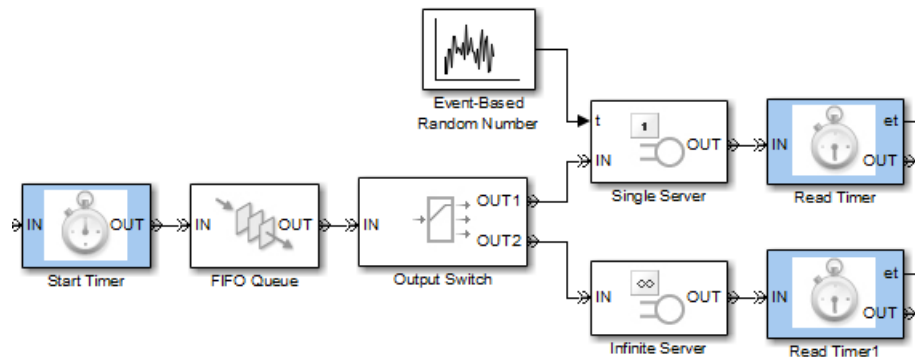 Event-Based
Random Number
t
1
IN
OUT
Single Server
IN
et
OUT
Read Timer
IN
OUT
Start Timer
IN
OUT
FIFO Queue
IN
OUT1
OUT2
Output Switch
IN
∞
OUT
Infinite Server
IN
et
OUT
Read Timer1